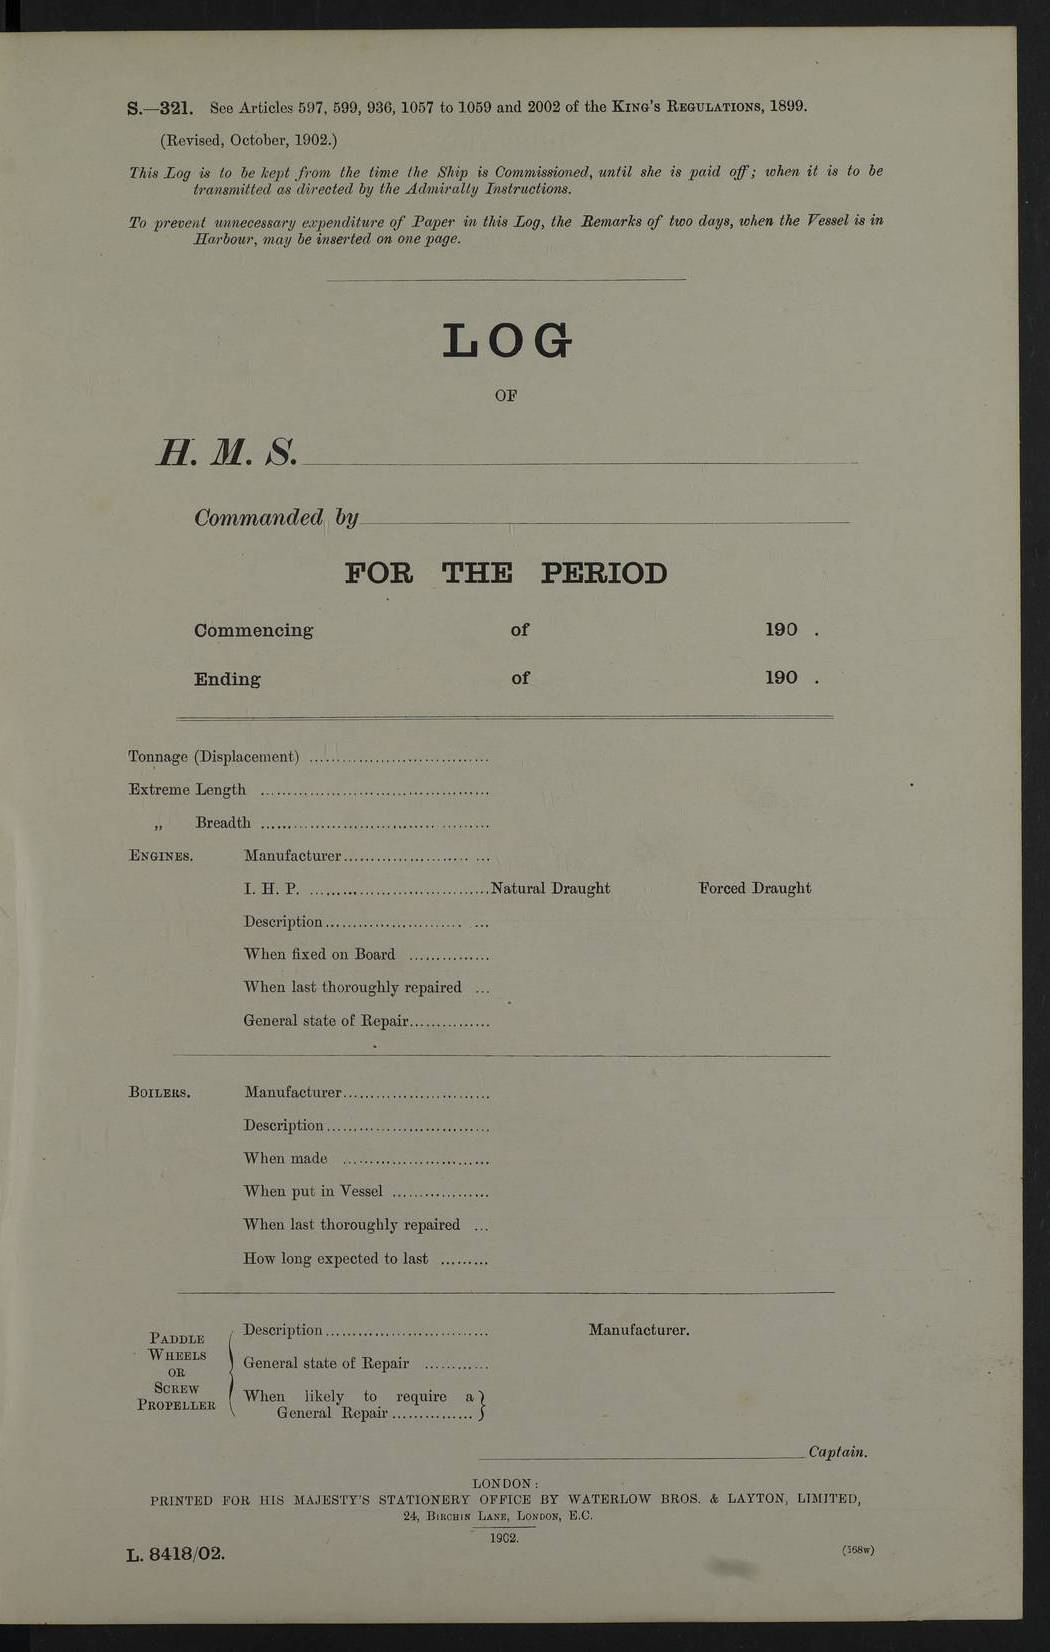 S.—321. See Articles 597, 599, 936, 1057 to 1059 and 2002 of the KING'S REGULATIONS, 1899.
(Revised, October, 1902.)
This Log is to be kept from the time the Ship is Commissioned, until she is paid off; when it is to be
transmitted as directed by the Admiralty Instructions.
To prevent unnecessary expenditure of Paper in this Log, the Remarks of two days, when the Vessel is in
Harbour, may be inserted on one page.
LOG
OF
H. M. S.
Commanded by
FOR THE PERIOD
Commencing of 190 .
Ending of 190 .
Tonnage (Displacement) ..................................
Extreme Length ..........................................
„ Breadth ..........................................
ENGINES. Manufacturer...........................
I. H. P. ..................................Natural Draught Forced Draught
Description..............................
When fixed on Board ...............
When last thoroughly repaired ...
General state of Repair...............
BOILERS. Manufacturer...........................
Description..............................
When made ...........................
When put in Vessel ..................
When last thoroughly repaired ...
How long expected to last .........
PADDLE WHEELS OR SCREW PROPELLER
Description.............................. Manufacturer.
General state of Repair ............
When likely to require a
General Repair ...............
Captain.
LONDON:
PRINTED FOR HIS MAJESTY'S STATIONERY OFFICE BY WATERLOW BROS. & LAYTON, LIMITED,
24, BIRCHIN LANE, LONDON, E.C.
1902.
L. 8418/02. (568w)